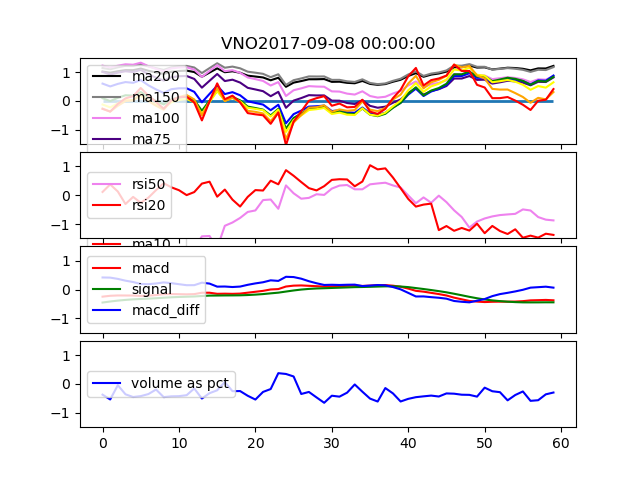 VNO2017-09-08 00:00:00
1
0
−1
ma200
ma150
ma100
ma75
1
0
−1
rsi50
rsi20
ma10
1
0
−1
macd
signal
macd_diff
1
0
−1
volume as pct
0 10 20 30 40 50 60